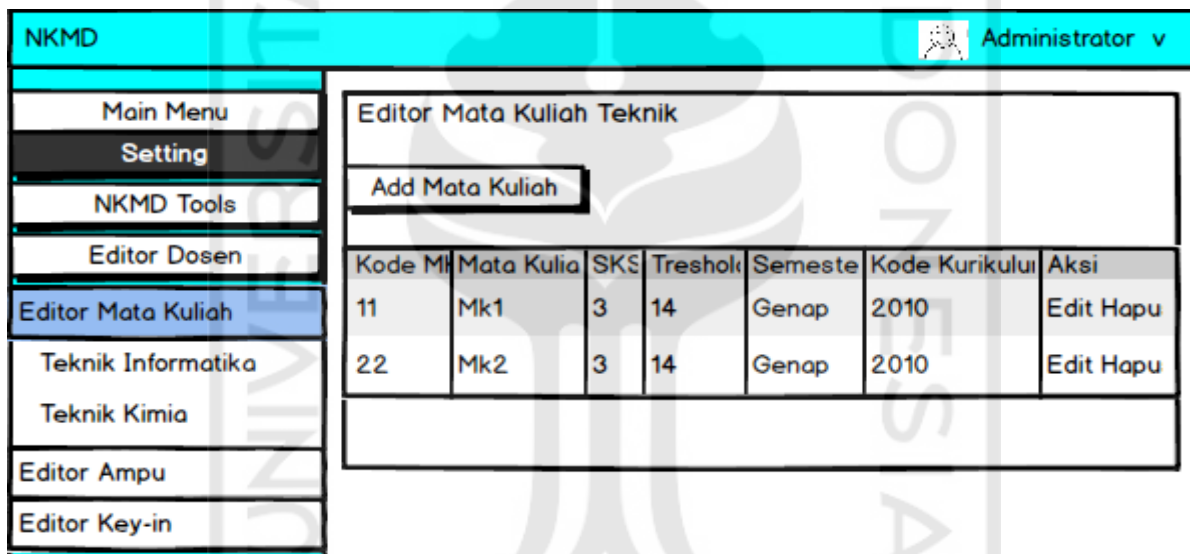 NKMD Administrator v
Main Menu
Setting
NKMD Tools
Editor Dosen
Editor Mata Kuliah
Teknik Informatika
Teknik Kimia
Editor Ampu
Editor Key-in
Editor Mata Kuliah Teknik
Add Mata Kuliah
Kode Mk Mata Kulia SKS Treshol Semeste Kode Kurikulu Aksi
11 Mk1 3 14 Genap 2010 Edit Hapu
22 Mk2 3 14 Genap 2010 Edit Hapu